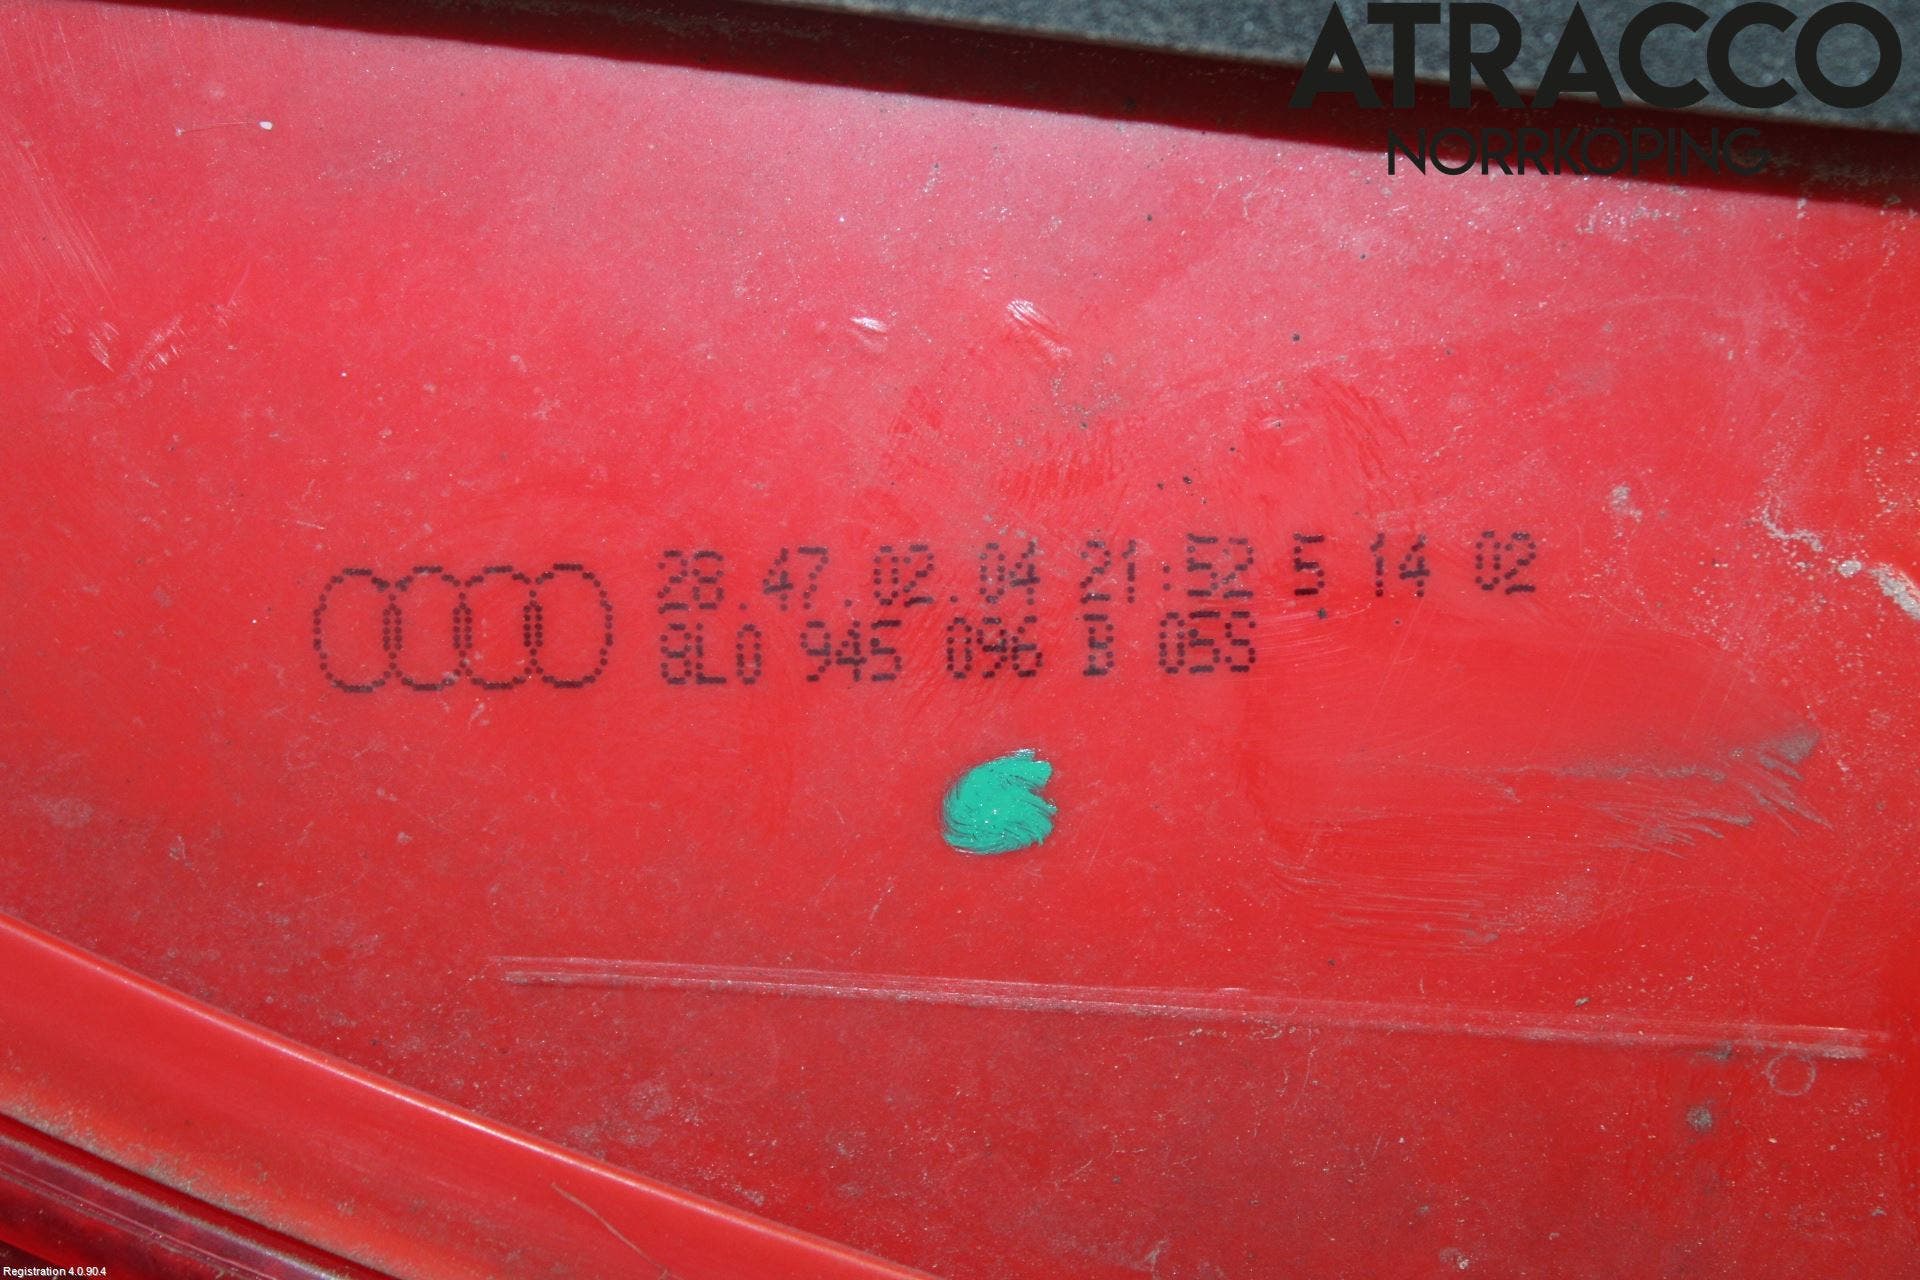 ATRACCO
NORRKÖPING
28.47.02.04 21:52 5 14 02
8L0 945 096 B 05S
Registration 4.0.90.4